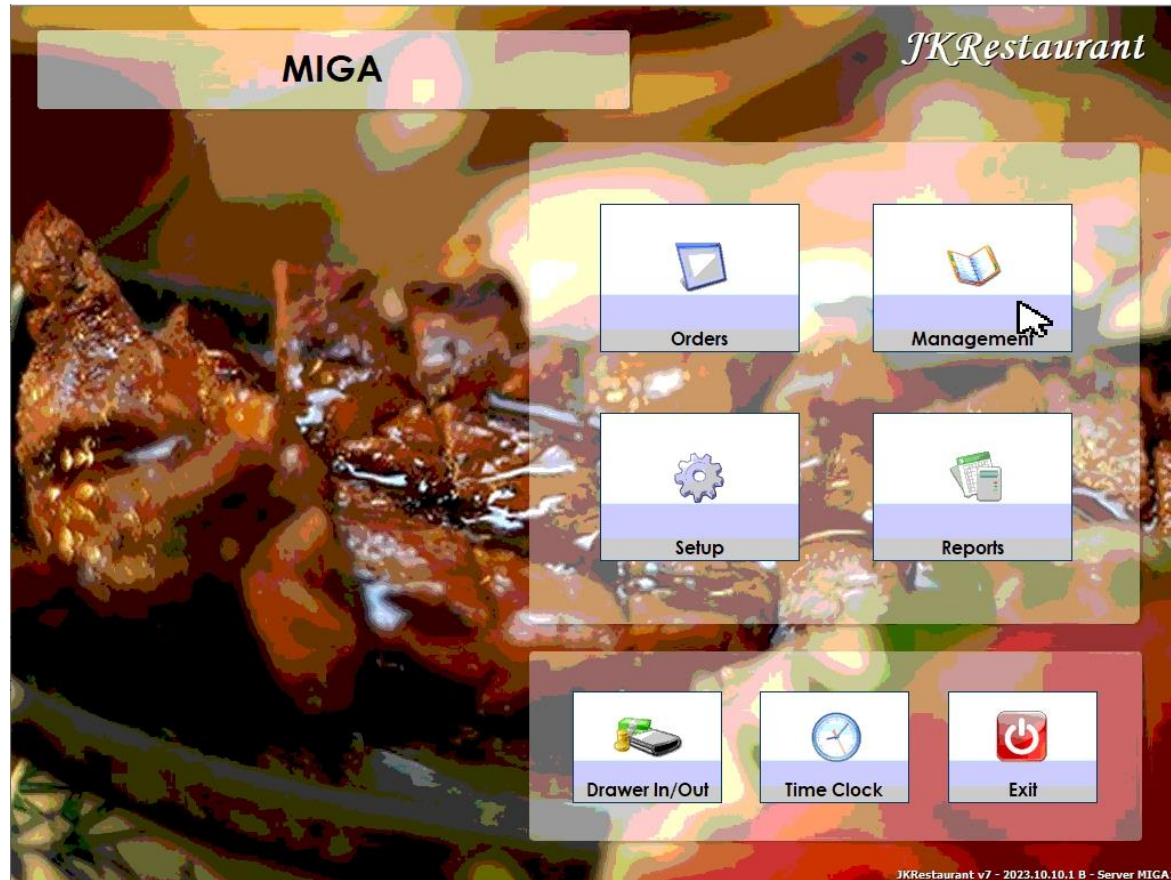 MIGA
JKRestaurant
Orders
Management
Setup
Reports
Drawer In/Out
Time Clock
Exit
JKRestaurant v7 - 2023.10.10.1 B - Server MIGA